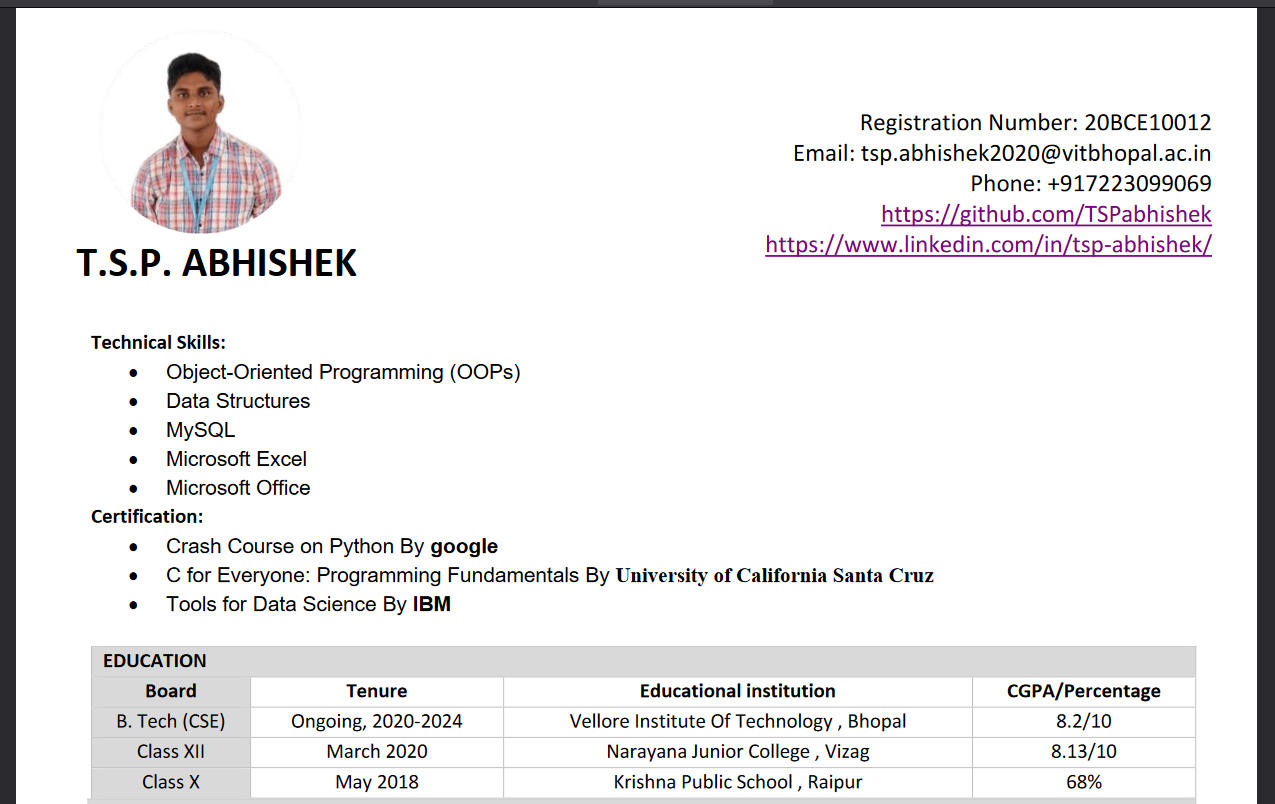 Registration Number: 20BCE10012
Email: tsp.abhishek2020@vitbhopal.ac.in
Phone: +917223099069
https://github.com/TSPabhishek
https://www.linkedin.com/in/tsp-abhishek/
T.S.P. ABHISHEK
Technical Skills:
• Object-Oriented Programming (OOPs)
• Data Structures
• MySQL
• Microsoft Excel
• Microsoft Office
Certification:
• Crash Course on Python By google
• C for Everyone: Programming Fundamentals By University of California Santa Cruz
• Tools for Data Science By IBM
EDUCATION
Board Tenure Educational institution CGPA/Percentage
B. Tech (CSE) Ongoing, 2020-2024 Vellore Institute Of Technology , Bhopal 8.2/10
Class XII March 2020 Narayana Junior College , Vizag 8.13/10
Class X May 2018 Krishna Public School , Raipur 68%